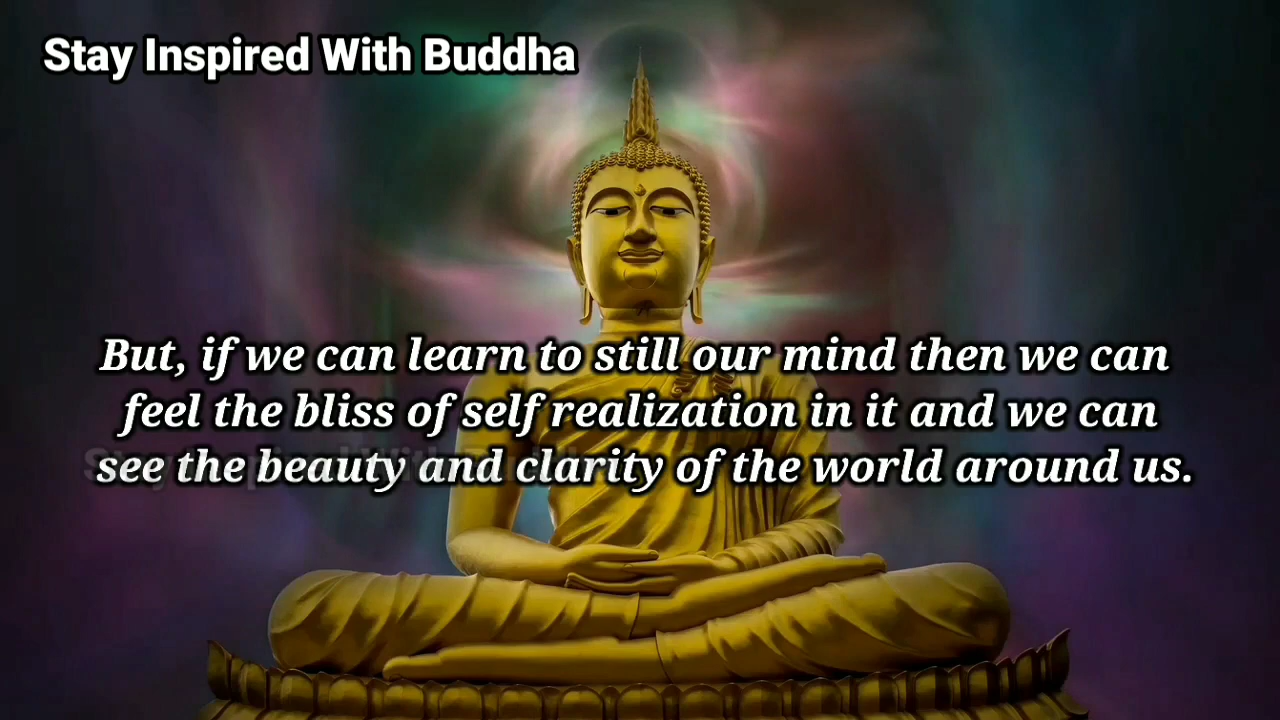 Stay Inspired With Buddha
But, if we can learn to still our mind then we can
feel the bliss of self realization in it and we can
see the beauty and clarity of the world around us.